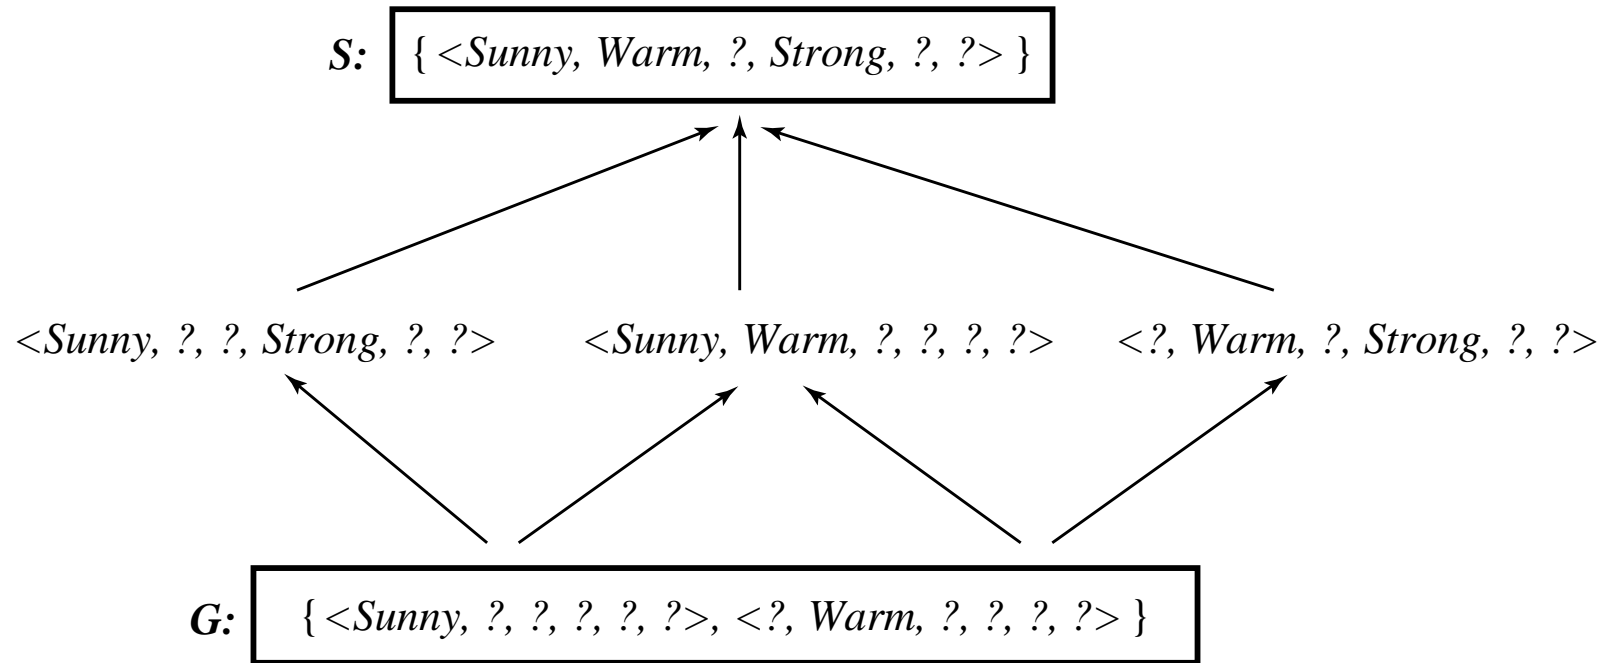 S: { <Sunny, Warm, ?, Strong, ?, ?> }
<Sunny, ?, ?, Strong, ?, ?> <Sunny, Warm, ?, ?, ?, ?> <?, Warm, ?, Strong, ?, ?>
G: { <Sunny, ?, ?, ?, ?, ?>, <?, Warm, ?, ?, ?, ?> }